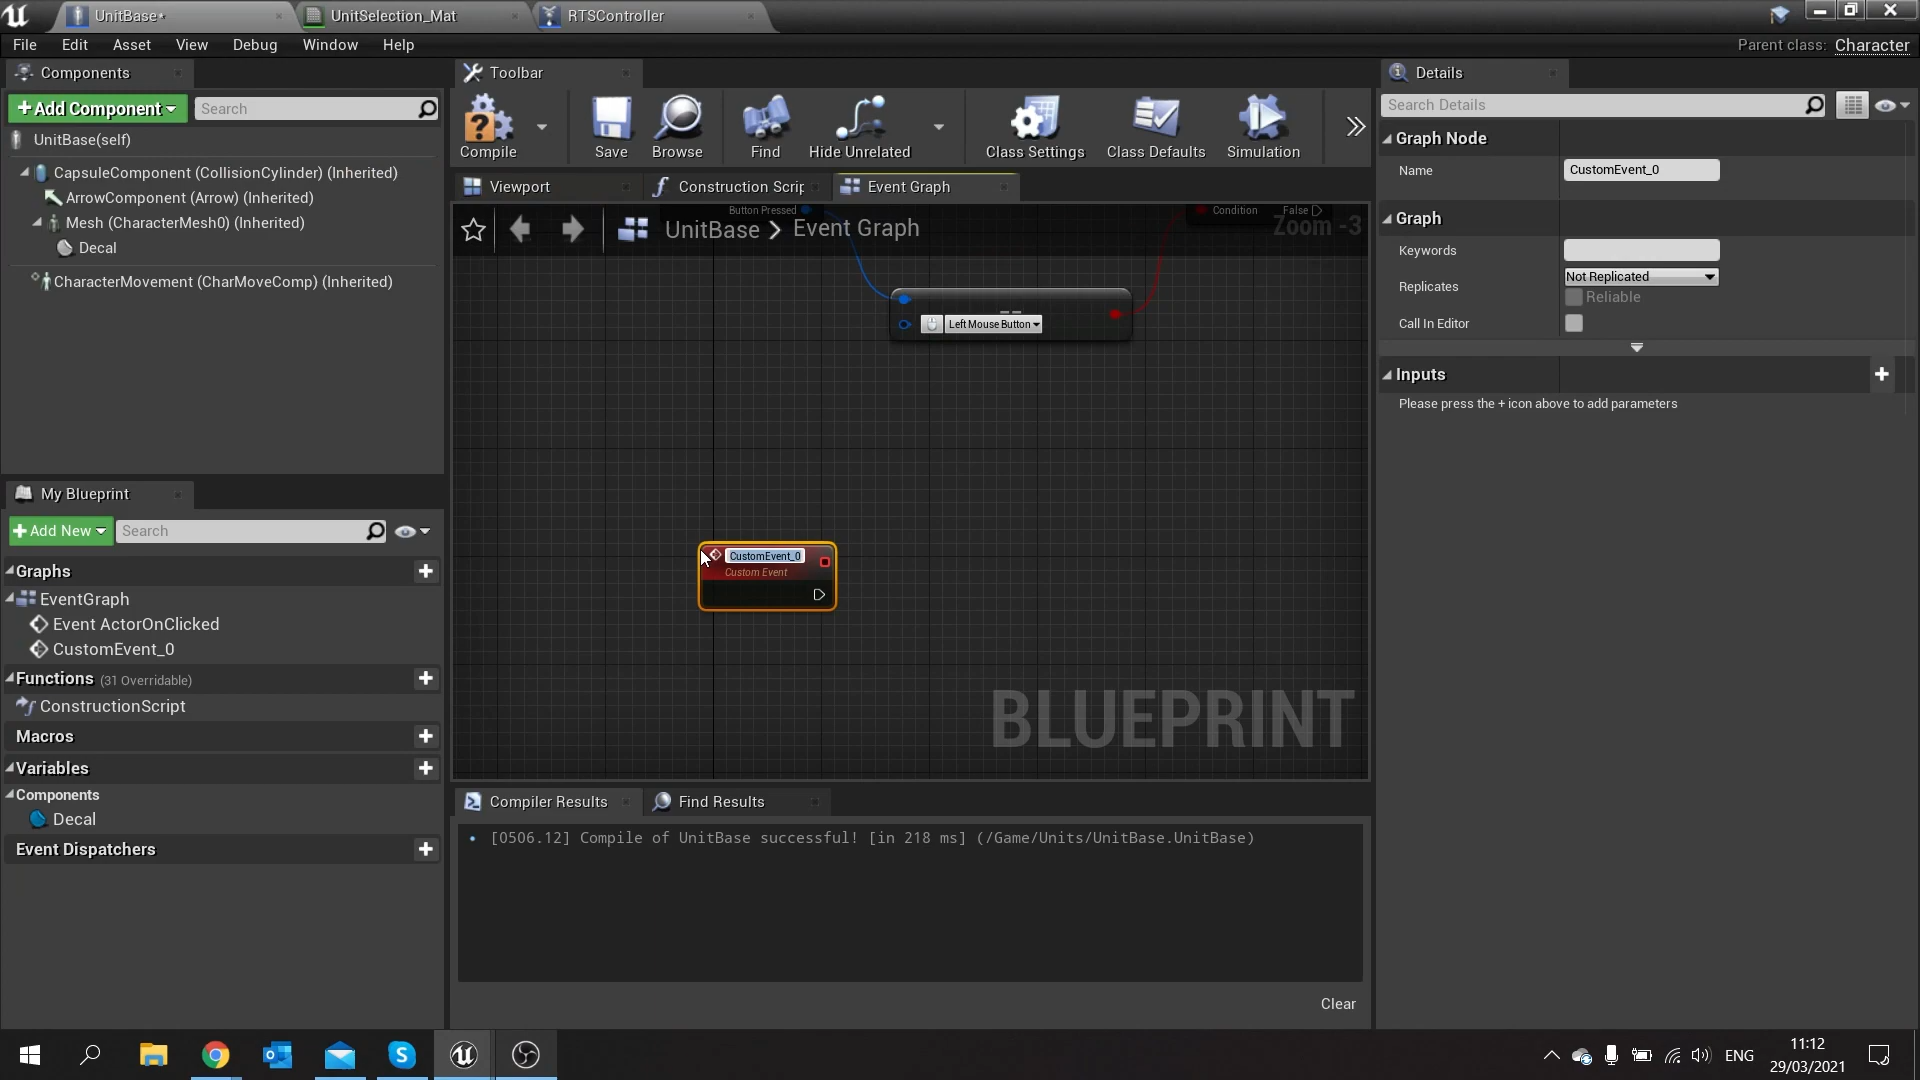 UnitBase*
UnitSelection_Mat
RTSController
File Edit Asset View Debug Window Help
Parent class: Character
Components
Toolbar
Details
Add Component
Search
Search Details
UnitBase(self)
CapsuleComponent (CollisionCylinder) (Inherited)
ArrowComponent (Arrow) (Inherited)
Mesh (CharacterMesh0) (Inherited)
Decal
CharacterMovement (CharMoveComp) (Inherited)
Compile
Save
Browse
Find
Hide Unrelated
Class Settings
Class Defaults
Simulation
Viewport
Construction Scrip
Event Graph
Button Pressed
Condition
False
UnitBase > Event Graph
Zoom -3
==
Left Mouse Button
CustomEvent_0
Custom Event
BLUEPRINT
Graph Node
Name
CustomEvent_0
Graph
Keywords
Replicates
Not Replicated
Reliable
Call In Editor
Inputs
Please press the + icon above to add parameters
My Blueprint
Add New
Search
Graphs
EventGraph
Event ActorOnClicked
CustomEvent_0
Functions (31 Overridable)
ConstructionScript
Macros
Variables
Components
Decal
Event Dispatchers
Compiler Results
Find Results
[0506.12] Compile of UnitBase successful! [in 218 ms] (/Game/Units/UnitBase.UnitBase)
Clear
ENG
11:12
29/03/2021